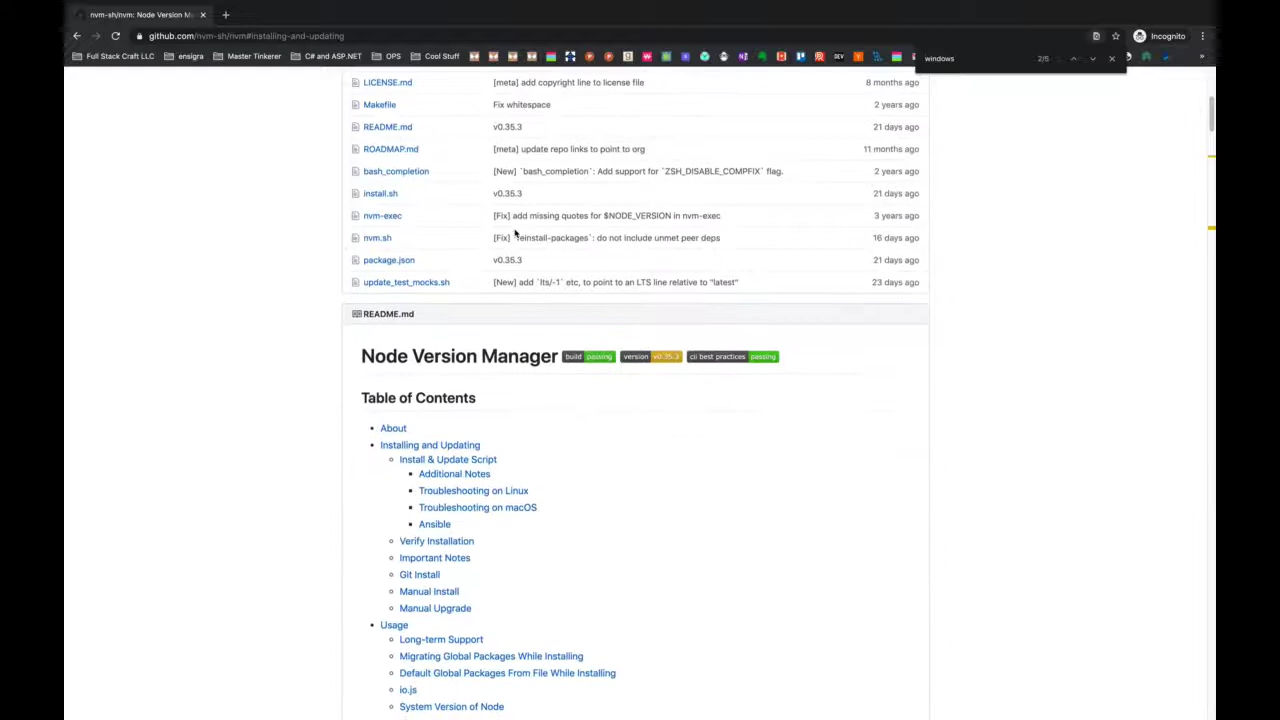 nvm-sh/nvm: Node Version Ma
github.com/nvm-sh/nvm#installing-and-updating
Incognito
Full Stack Craft LLC ensigra Master Tinkerer C# and ASP.NET OPS Cool Stuff
windows 2/5
LICENSE.md [meta] add copyright line to license file 8 months ago
Makefile Fix whitespace 2 years ago
README.md v0.35.3 21 days ago
ROADMAP.md [meta] update repo links to point to org 11 months ago
bash_completion [New] `bash_completion`: Add support for `ZSH_DISABLE_COMPFIX` flag. 2 years ago
install.sh v0.35.3 21 days ago
nvm-exec [Fix] add missing quotes for $NODE_VERSION in nvm-exec 3 years ago
nvm.sh [Fix] `reinstall-packages`: do not include unmet peer deps 16 days ago
package.json v0.35.3 21 days ago
update_test_mocks.sh [New] add `lts/-1` etc, to point to an LTS line relative to "latest" 23 days ago
README.md
Node Version Manager build passing version v0.35.3 cii best practices passing
Table of Contents
About
Installing and Updating
Install & Update Script
Additional Notes
Troubleshooting on Linux
Troubleshooting on macOS
Ansible
Verify Installation
Important Notes
Git Install
Manual Install
Manual Upgrade
Usage
Long-term Support
Migrating Global Packages While Installing
Default Global Packages From File While Installing
io.js
System Version of Node